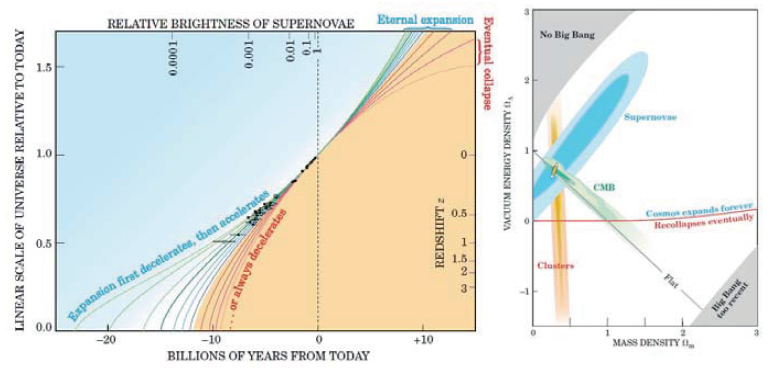 RELATIVE BRIGHTNESS OF SUPERNOVAE
Eternal expansion
0.0001
0.001
0.01
0.1
1
Eventual collapse
LINEAR SCALE OF UNIVERSE RELATIVE TO TODAY
1.5
1.0
0.5
0.0
Expansion first decelerates, then accelerates
or always decelerates
REDSHIFT z
0
0.5
1
1.5
2
3
−20
−10
0
+10
BILLIONS OF YEARS FROM TODAY
VACUUM ENERGY DENSITY ΩΛ
3
2
1
0
−1
No Big Bang
Supernovae
CMB
Cosmos expands forever
Recollapses eventually
Clusters
Flat
Big Bang
too recent
0
1
2
3
MASS DENSITY Ωm